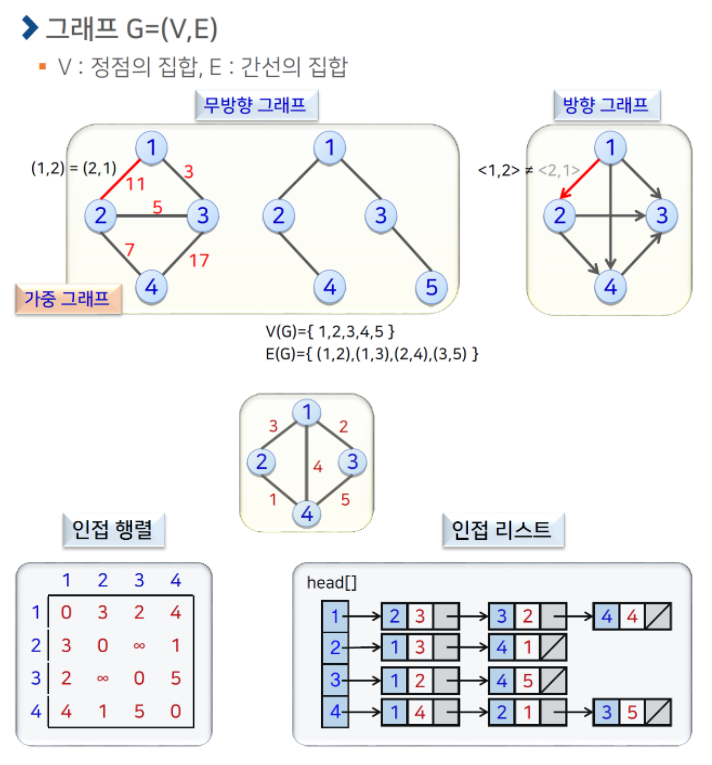 그래프 G=(V,E)
V : 정점의 집합, E : 간선의 집합
무방향 그래프
방향 그래프
(1,2) = (2,1)
1
11
3
2
5
3
7
17
4
가중 그래프
1
2
3
4
5
<1,2> ≠ <2,1>
1
2
3
4
V(G)={ 1,2,3,4,5 }
E(G)={ (1,2),(1,3),(2,4),(3,5) }
1
3
2
2
3
4
1
5
4
인접 행렬
인접 리스트
1 2 3 4
1 0 3 2 4
2 3 0 ∞ 1
3 2 ∞ 0 5
4 4 1 5 0
head[]
1 2 3 3 2 4 4
2 1 3 4 1
3 1 2 4 5
4 1 4 2 1 3 5